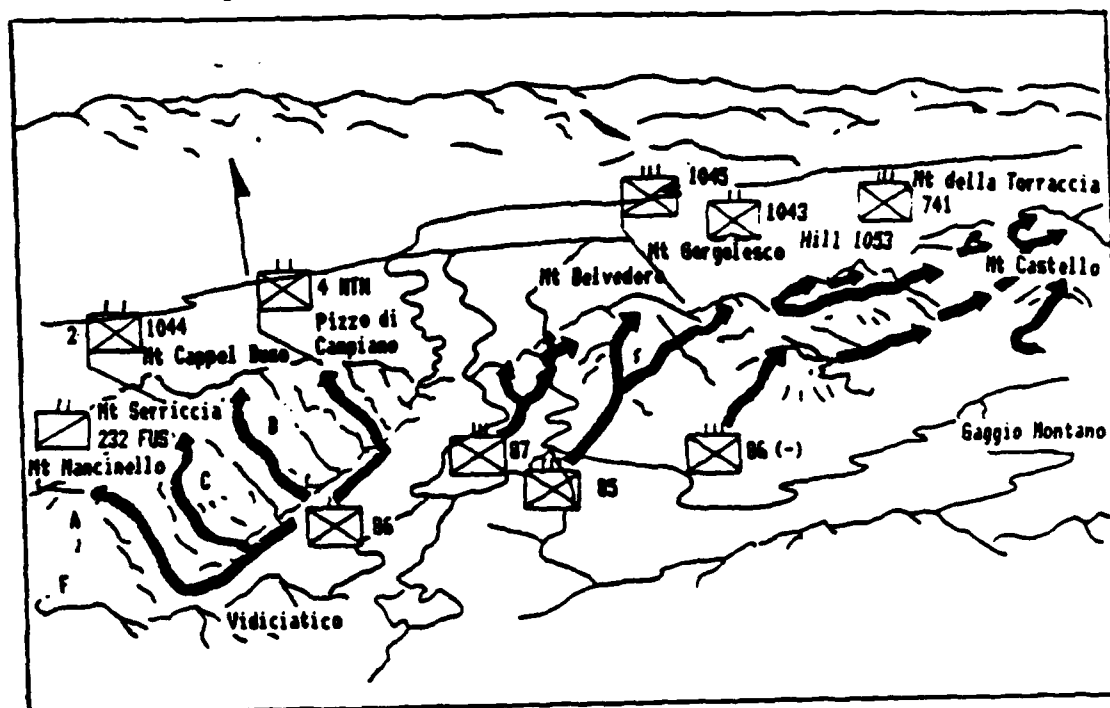 1045
Mt della Torraccia
741
1043
Hill 1053
Mt Gorgolesco
Mt Belvedere
Mt Castello
4 MTN
2
1044
Pizzo di
Campiano
Mt Cappel Buso
Mt Serriccia
232 FUS
Mt Mancinello
B
C
A
F
87
85
86 (-)
86
Gaggio Montano
Vidiciatico